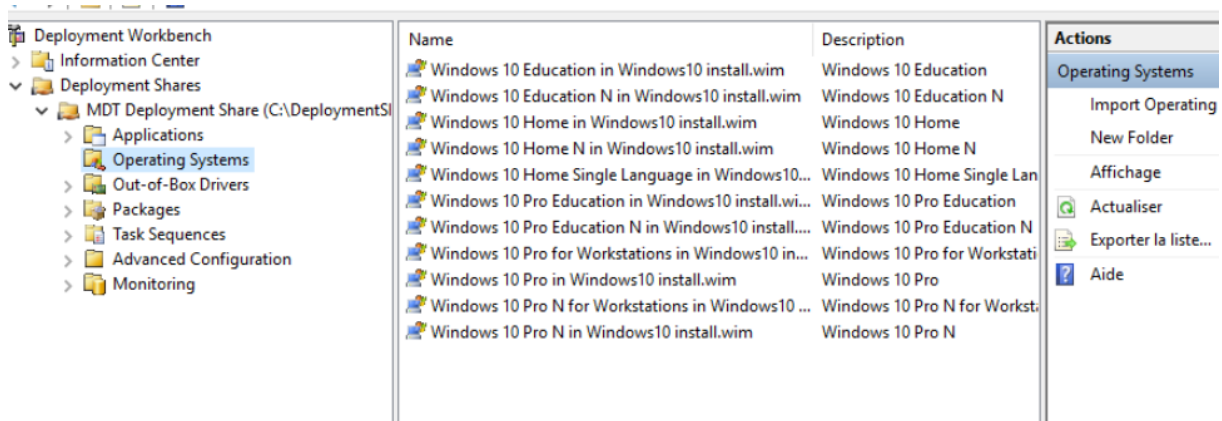 Deployment Workbench
Information Center
Deployment Shares
MDT Deployment Share (C:\DeploymentSl
Applications
Operating Systems
Out-of-Box Drivers
Packages
Task Sequences
Advanced Configuration
Monitoring
Name Description
Windows 10 Education in Windows10 install.wim Windows 10 Education
Windows 10 Education N in Windows10 install.wim Windows 10 Education N
Windows 10 Home in Windows10 install.wim Windows 10 Home
Windows 10 Home N in Windows10 install.wim Windows 10 Home N
Windows 10 Home Single Language in Windows10... Windows 10 Home Single Lan
Windows 10 Pro Education in Windows10 install.wi... Windows 10 Pro Education
Windows 10 Pro Education N in Windows10 install.... Windows 10 Pro Education N
Windows 10 Pro for Workstations in Windows10 in... Windows 10 Pro for Workstati
Windows 10 Pro in Windows10 install.wim Windows 10 Pro
Windows 10 Pro N for Workstations in Windows10 ... Windows 10 Pro N for Workst
Windows 10 Pro N in Windows10 install.wim Windows 10 Pro N
Actions
Operating Systems
Import Operating
New Folder
Affichage
Actualiser
Exporter la liste...
Aide